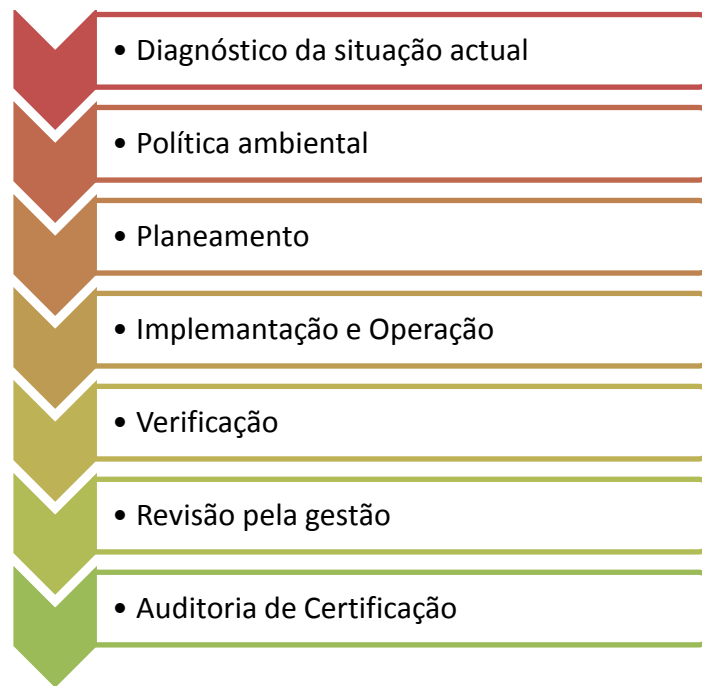 • Diagnóstico da situação actual
• Política ambiental
• Planeamento
• Implemantação e Operação
• Verificação
• Revisão pela gestão
• Auditoria de Certificação